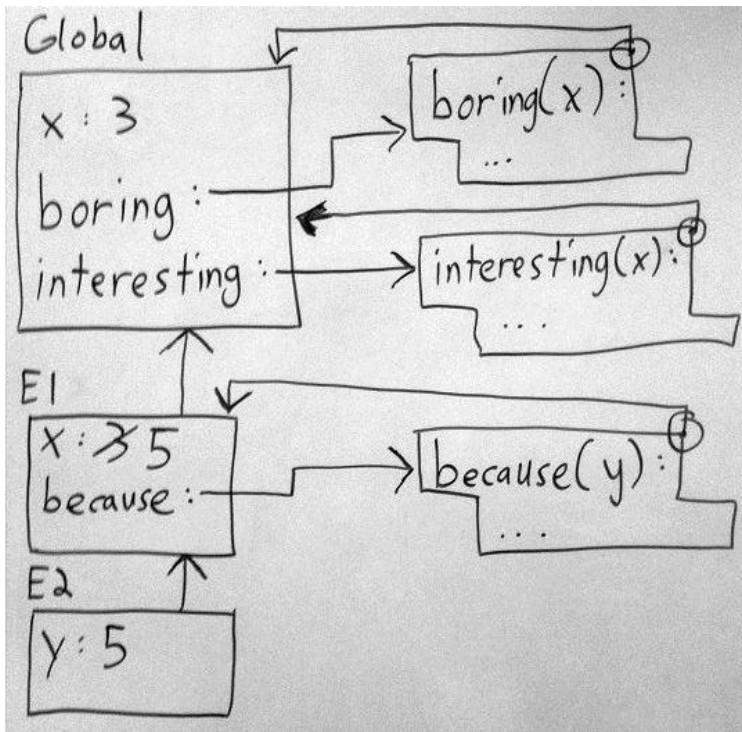 Global
x : 3
boring :
interesting :
boring(x) :
...
interesting(x) :
...
E1
x : 3 5
because :
because(y) :
...
E2
y : 5